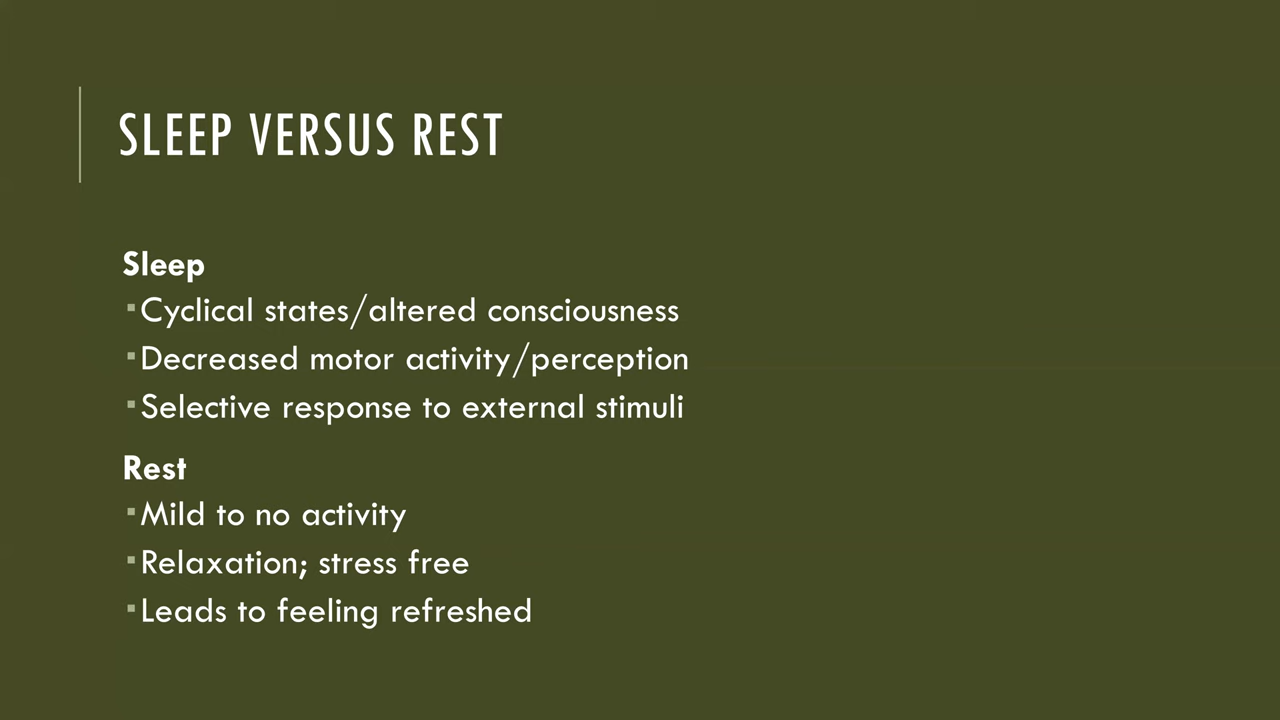 SLEEP VERSUS REST
Sleep
▪Cyclical states/altered consciousness
▪Decreased motor activity/perception
▪Selective response to external stimuli
Rest
▪Mild to no activity
▪Relaxation; stress free
▪Leads to feeling refreshed